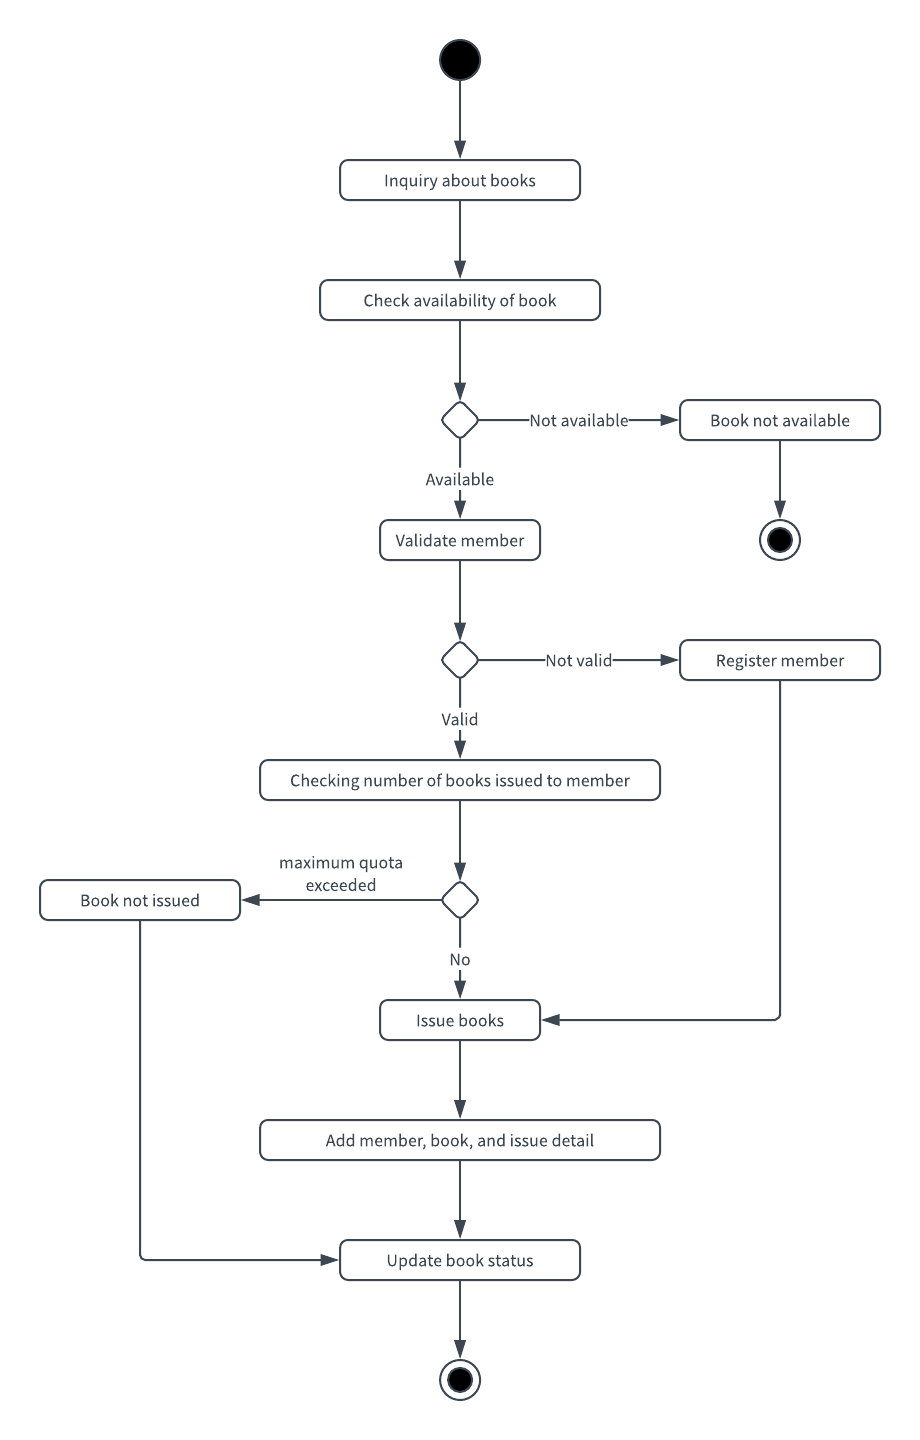 Inquiry about books
Check availability of book
Not available
Book not available
Available
Validate member
Not valid
Register member
Valid
Checking number of books issued to member
maximum quota
exceeded
Book not issued
No
Issue books
Add member, book, and issue detail
Update book status